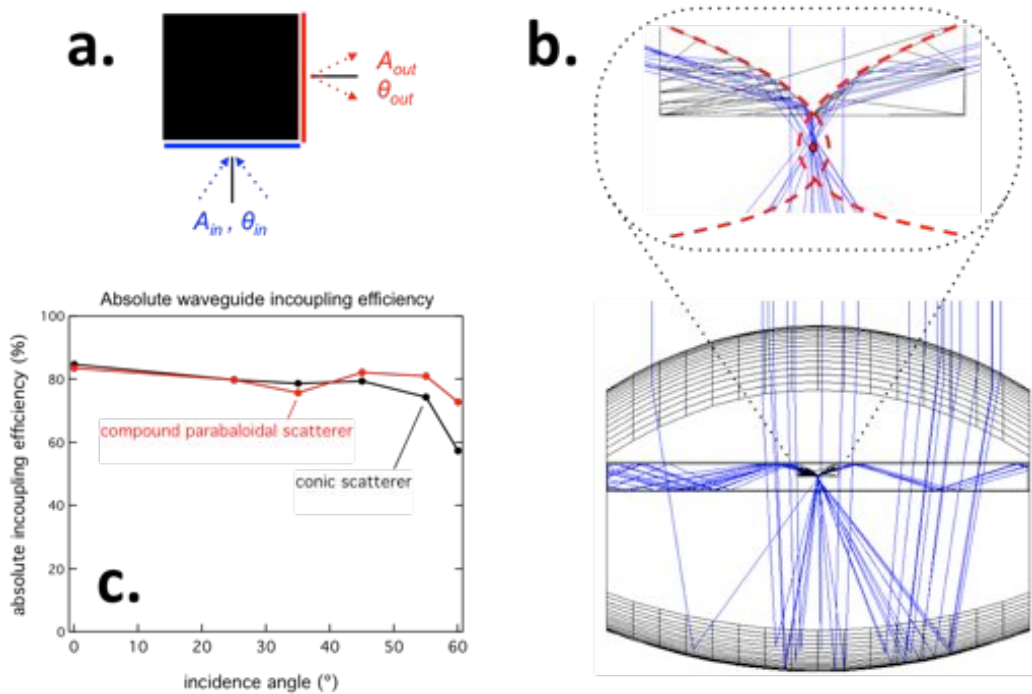 a.
A_out
θ_out
A_in , θ_in
b.
Absolute waveguide incoupling efficiency
absolute incoupling efficiency (%)
100
80
60
40
20
0
compound parabaloidal scatterer
conic scatterer
c.
0 10 20 30 40 50 60
incidence angle (°)